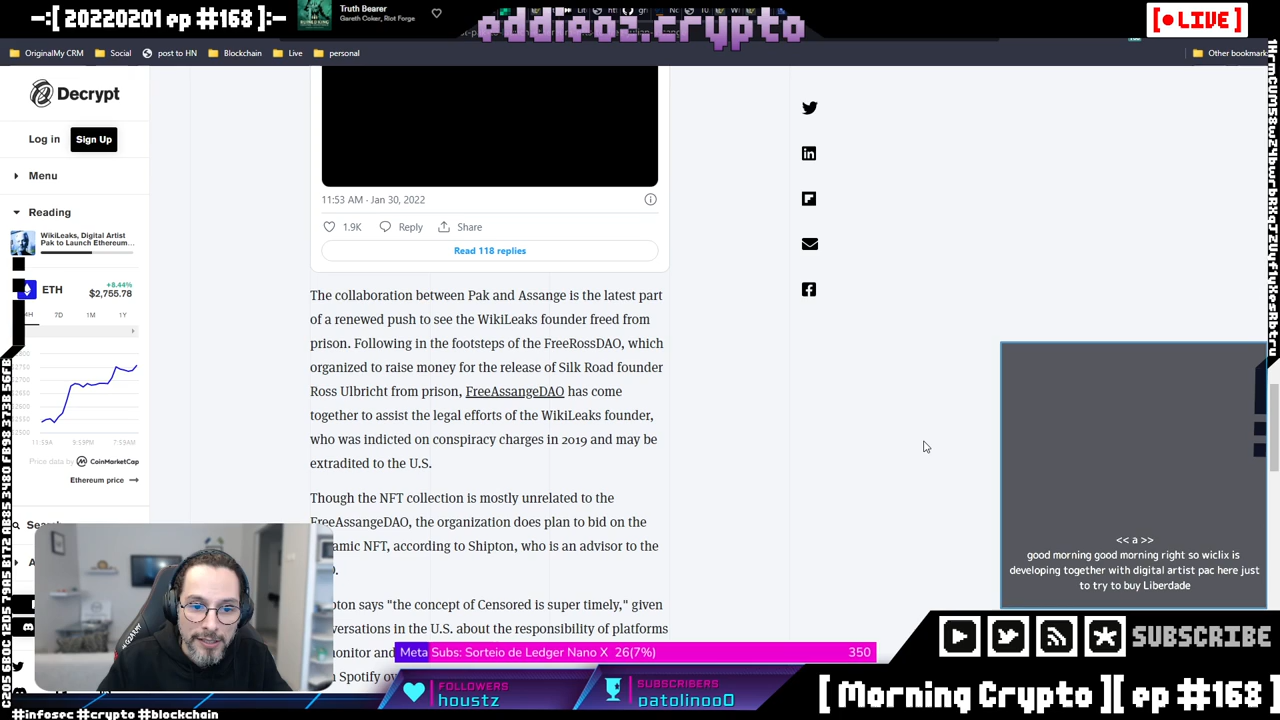 -:[ 20220201 ep #168 ]:-
Truth Bearer
Gareth Coker, Riot Forge
eddieoz.crypto
[ LIVE ]
OriginalMy CRM
Social
post to HN
Blockchain
Live
personal
Other bookmark
Decrypt
Log in
Sign Up
Menu
Reading
WikiLeaks, Digital Artist
Pak to Launch Ethereum...
ETH
+8.44%
$2,755.78
7D
1M
1Y
11:59A
9:59PM
7:59AM
Price data by CoinMarketCap
Ethereum price
11:53 AM · Jan 30, 2022
1.9K
Reply
Share
Read 118 replies
The collaboration between Pak and Assange is the latest part
of a renewed push to see the WikiLeaks founder freed from
prison. Following in the footsteps of the FreeRossDAO, which
organized to raise money for the release of Silk Road founder
Ross Ulbricht from prison, FreeAssangeDAO has come
together to assist the legal efforts of the WikiLeaks founder,
who was indicted on conspiracy charges in 2019 and may be
extradited to the U.S.
Though the NFT collection is mostly unrelated to the
FreeAssangeDAO, the organization does plan to bid on the
NFT, according to Shipton, who is an advisor to the
says "the concept of Censored is super timely," given
in the U.S. about the responsibility of platforms
and
Spotify
<< a >>
good morning good morning right so wiclix is
developing together with digital artist pac here just
to try to buy Liberdade
SUBSCRIBE
Meta Subs: Sorteio de Ledger Nano X 26(7%)
350
FOLLOWERS
houstz
SUBSCRIBERS
patolinoo0
[ Morning Crypto ][ ep #168 ]
#infosec #crypto #blockchain